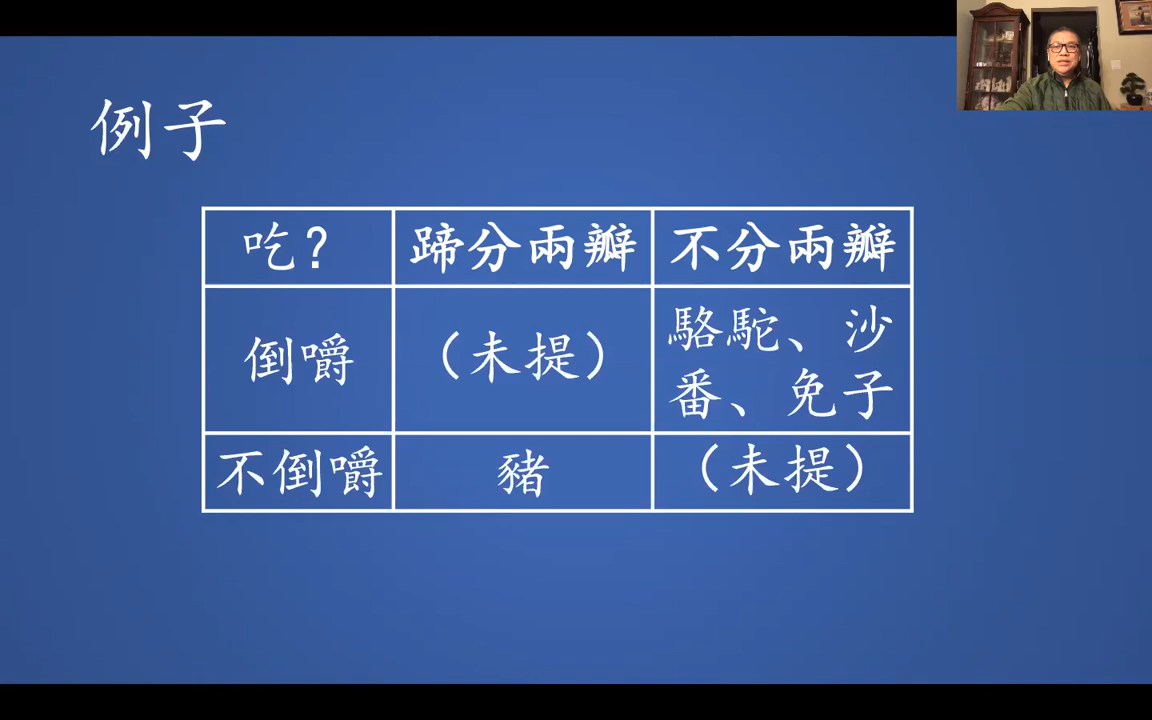 例子
吃？ 蹄分兩瓣 不分兩瓣
倒嚼 （未提） 駱駝、沙
番、免子
不倒嚼 豬 （未提）